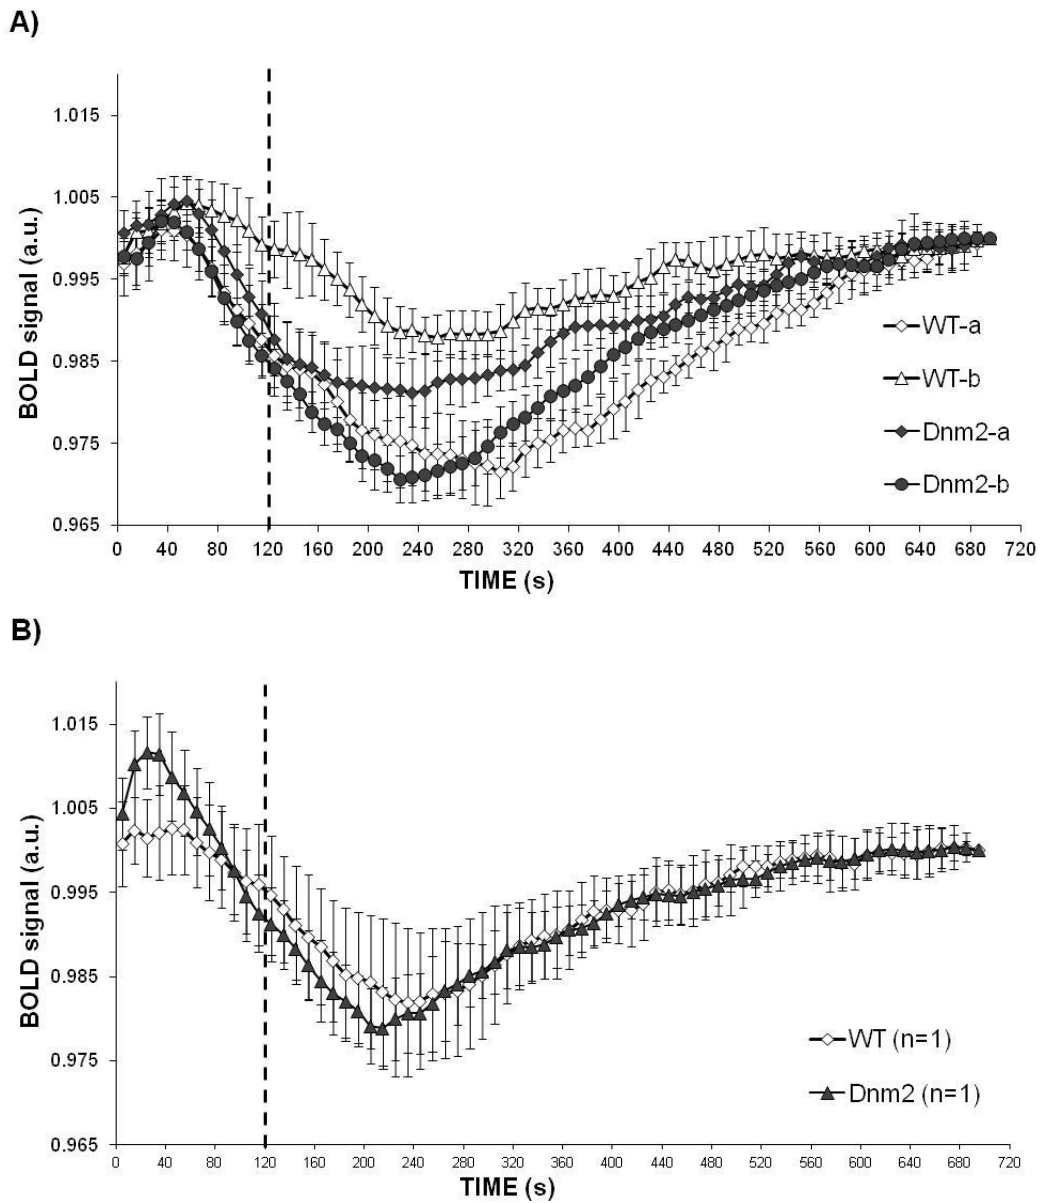 A)
BOLD signal (a.u.)
1.015
1.005
0.995
0.985
0.975
0.965
WT-a
WT-b
Dnm2-a
Dnm2-b
0 40 80 120 160 200 240 280 320 360 400 440 480 520 560 600 640 680 720
TIME (s)
B)
BOLD signal (a.u.)
1.015
1.005
0.995
0.985
0.975
0.965
WT (n=1)
Dnm2 (n=1)
0 40 80 120 160 200 240 280 320 360 400 440 480 520 560 600 640 680 720
TIME (s)